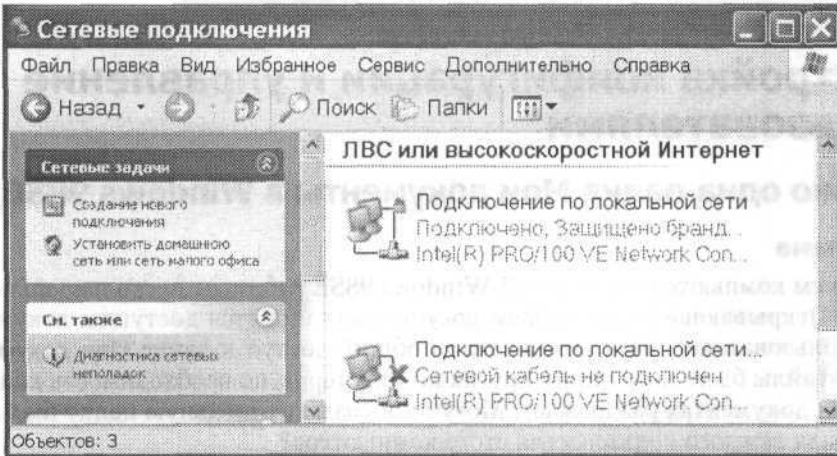 Сетевые подключения
Файл Правка Вид Избранное Сервис Дополнительно Справка
Назад Поиск Папки
Сетевые задачи
Создание нового
подключения
Установить домашнюю
сеть или сеть малого офиса
См. также
Диагностика сетевых
неполадок
ЛВС или высокоскоростной Интернет
Подключение по локальной сети
Подключено, Защищено бранд...
Intel(R) PRO/100 VE Network Con...
Подключение по локальной сети...
Сетевой кабель не подключен
Intel(R) PRO/100 VE Network Con...
Объектов: 3